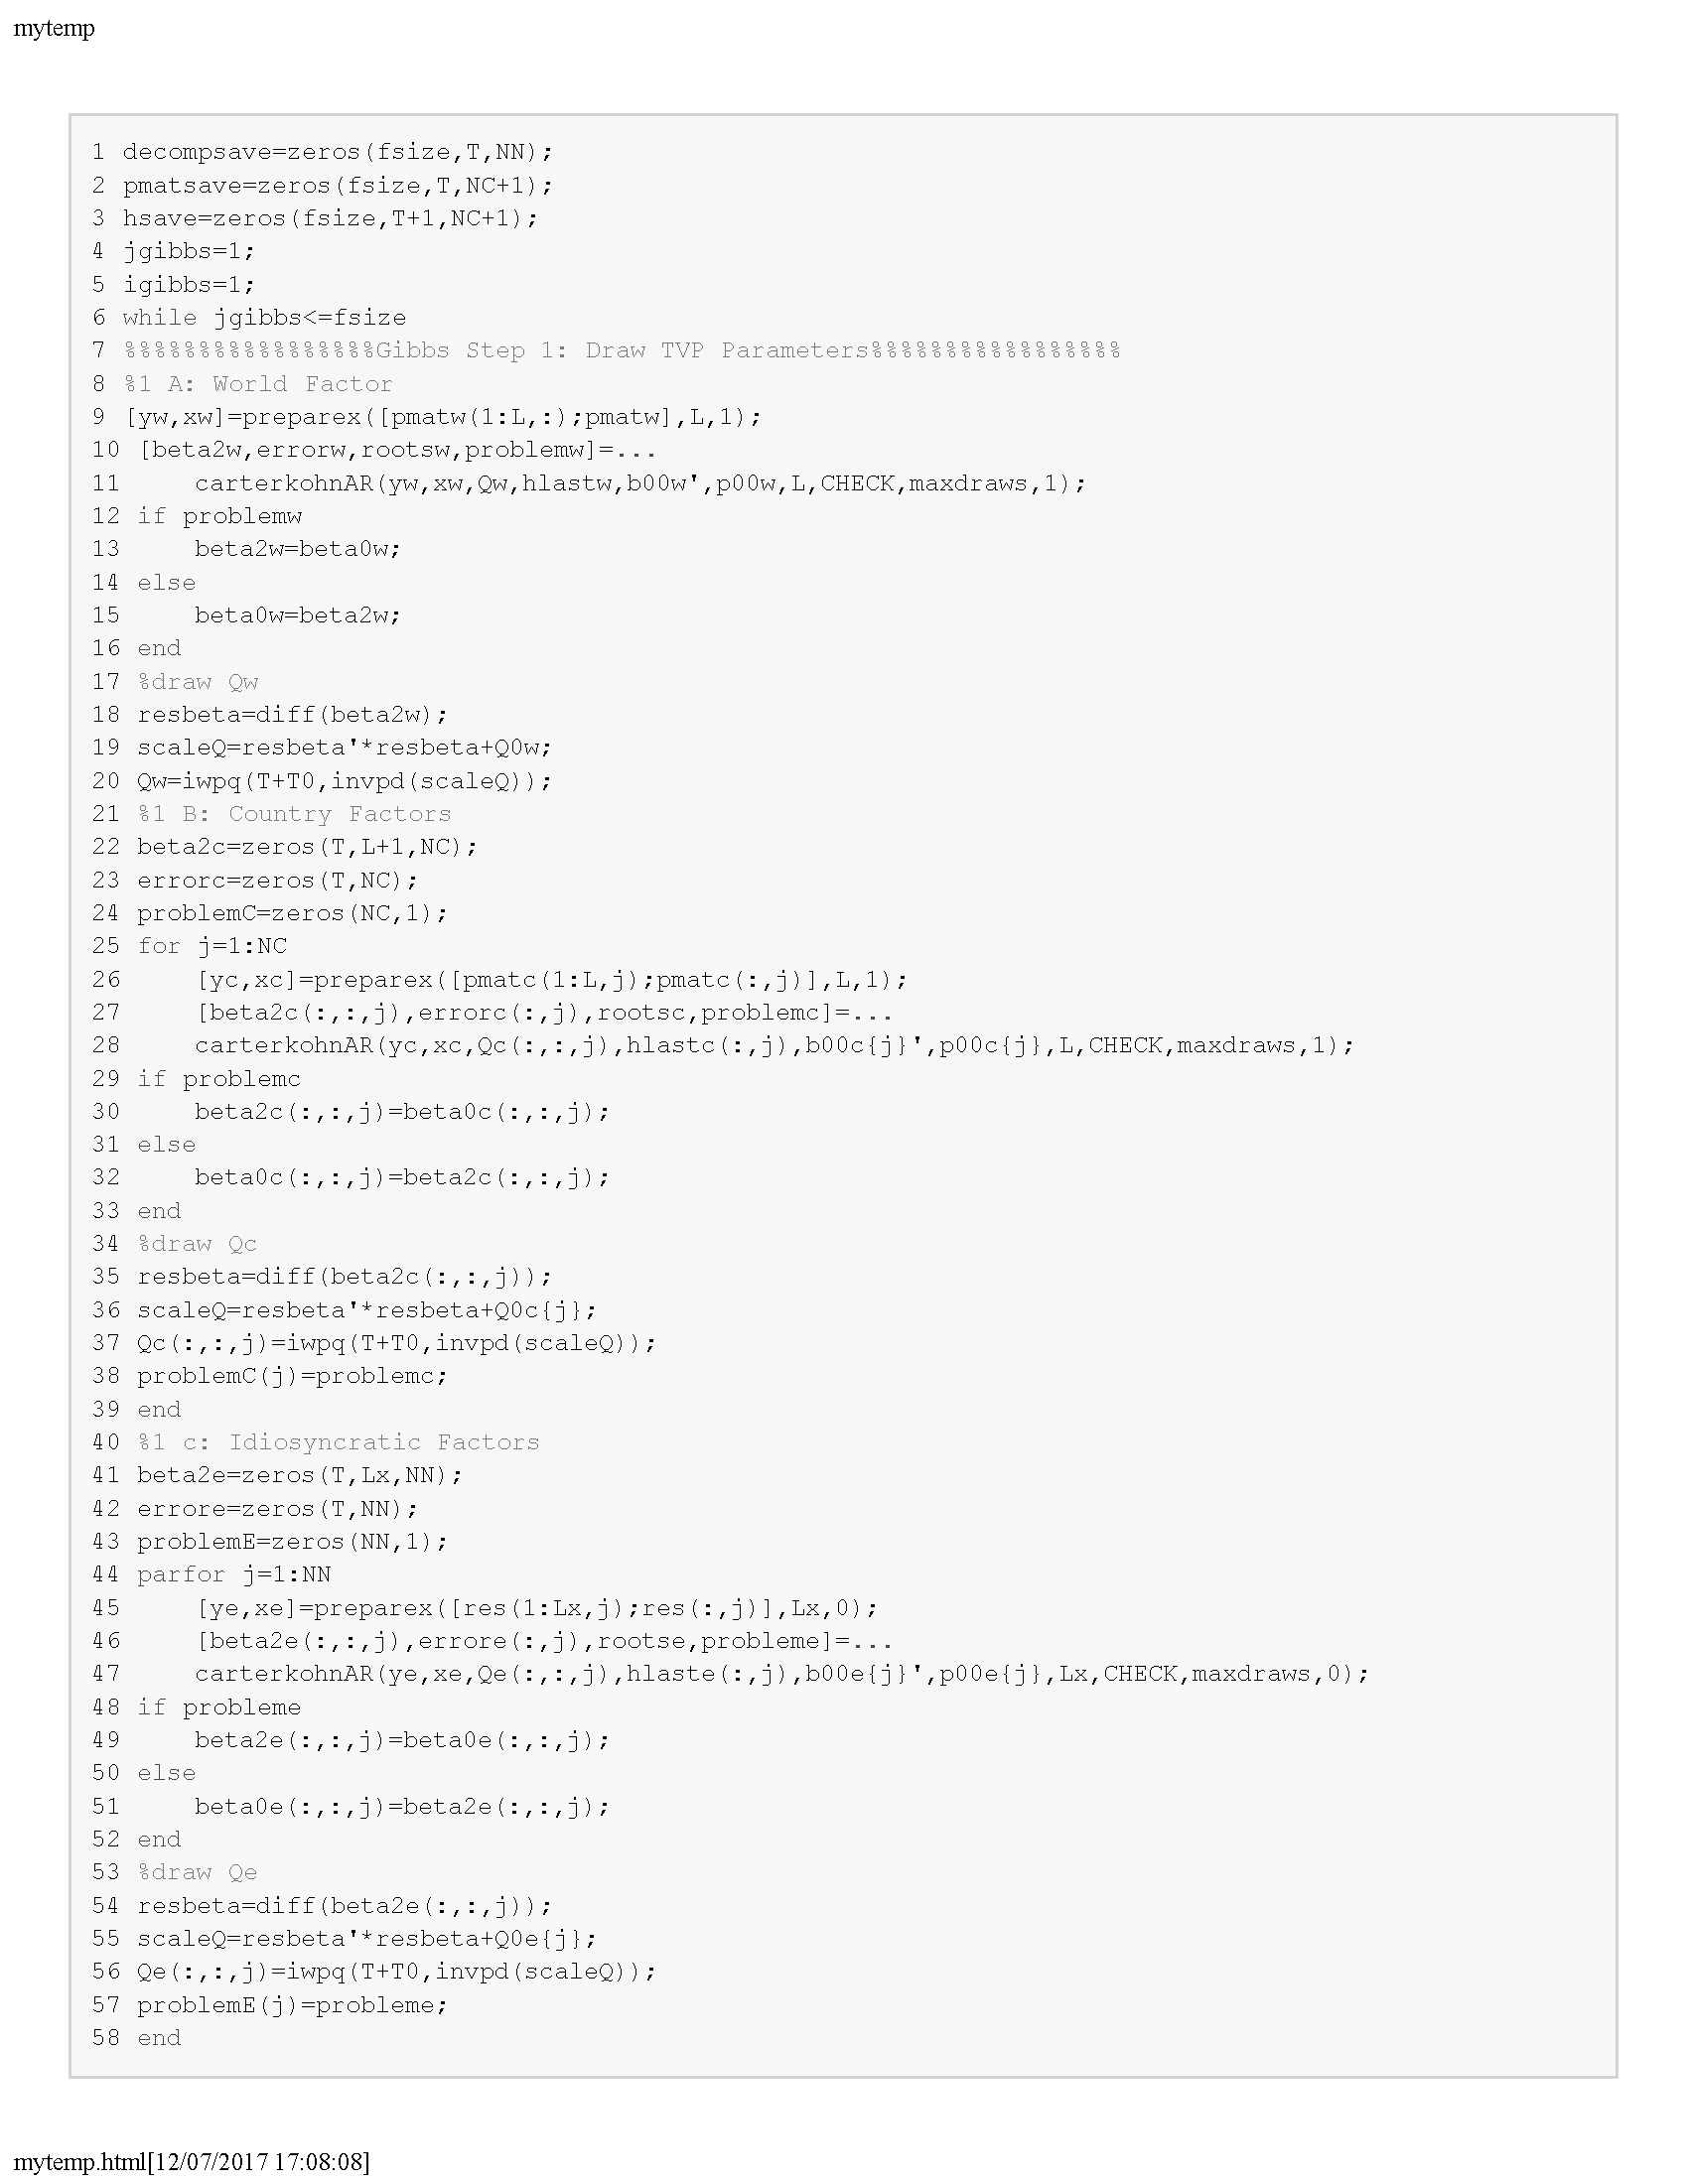 mytemp
1 decompsave=zeros(fsize,T,NN);
2 pmatsave=zeros(fsize,T,NC+1);
3 hsave=zeros(fsize,T+1,NC+1);
4 jgibbs=1;
5 igibbs=1;
6 while jgibbs<=fsize
7 %%%%%%%%%%%%%%%%%Gibbs Step 1: Draw TVP Parameters%%%%%%%%%%%%%%%%%
8 %1 A: World Factor
9 [yw,xw]=preparex([pmatw(1:L,:);pmatw],L,1);
10 [beta2w,errorw,rootsw,problemw]=...
11     carterkohnAR(yw,xw,Qw,hlastw,b00w',p00w,L,CHECK,maxdraws,1);
12 if problemw
13     beta2w=beta0w;
14 else
15     beta0w=beta2w;
16 end
17 %draw Qw
18 resbeta=diff(beta2w);
19 scaleQ=resbeta'*resbeta+Q0w;
20 Qw=iwpq(T+T0,invpd(scaleQ));
21 %1 B: Country Factors
22 beta2c=zeros(T,L+1,NC);
23 errorc=zeros(T,NC);
24 problemC=zeros(NC,1);
25 for j=1:NC
26     [yc,xc]=preparex([pmatc(1:L,j);pmatc(:,j)],L,1);
27     [beta2c(:,:,j),errorc(:,j),rootsc,problemc]=...
28     carterkohnAR(yc,xc,Qc(:,:,j),hlastc(:,j),b00c{j}',p00c{j},L,CHECK,maxdraws,1);
29 if problemc
30     beta2c(:,:,j)=beta0c(:,:,j);
31 else
32     beta0c(:,:,j)=beta2c(:,:,j);
33 end
34 %draw Qc
35 resbeta=diff(beta2c(:,:,j));
36 scaleQ=resbeta'*resbeta+Q0c{j};
37 Qc(:,:,j)=iwpq(T+T0,invpd(scaleQ));
38 problemC(j)=problemc;
39 end
40 %1 c: Idiosyncratic Factors
41 beta2e=zeros(T,Lx,NN);
42 errore=zeros(T,NN);
43 problemE=zeros(NN,1);
44 parfor j=1:NN
45     [ye,xe]=preparex([res(1:Lx,j);res(:,j)],Lx,0);
46     [beta2e(:,:,j),errore(:,j),rootse,probleme]=...
47     carterkohnAR(ye,xe,Qe(:,:,j),hlaste(:,j),b00e{j}',p00e{j},Lx,CHECK,maxdraws,0);
48 if probleme
49     beta2e(:,:,j)=beta0e(:,:,j);
50 else
51     beta0e(:,:,j)=beta2e(:,:,j);
52 end
53 %draw Qe
54 resbeta=diff(beta2e(:,:,j));
55 scaleQ=resbeta'*resbeta+Q0e{j};
56 Qe(:,:,j)=iwpq(T+T0,invpd(scaleQ));
57 problemE(j)=probleme;
58 end
mytemp.html[12/07/2017 17:08:08]